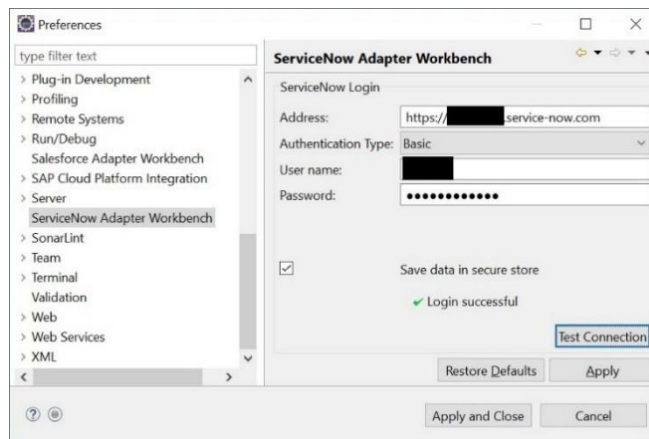 Preferences
type filter text
Plug-in Development
Profiling
Remote Systems
Run/Debug
Salesforce Adapter Workbench
SAP Cloud Platform Integration
Server
ServiceNow Adapter Workbench
SonarLint
Team
Terminal
Validation
Web
Web Services
XML
ServiceNow Adapter Workbench
ServiceNow Login
Address: https:// .service-now.com
Authentication Type: Basic
User name:
Password: ••••••••••••
Save data in secure store
Login successful
Test Connection
Restore Defaults Apply
Apply and Close Cancel